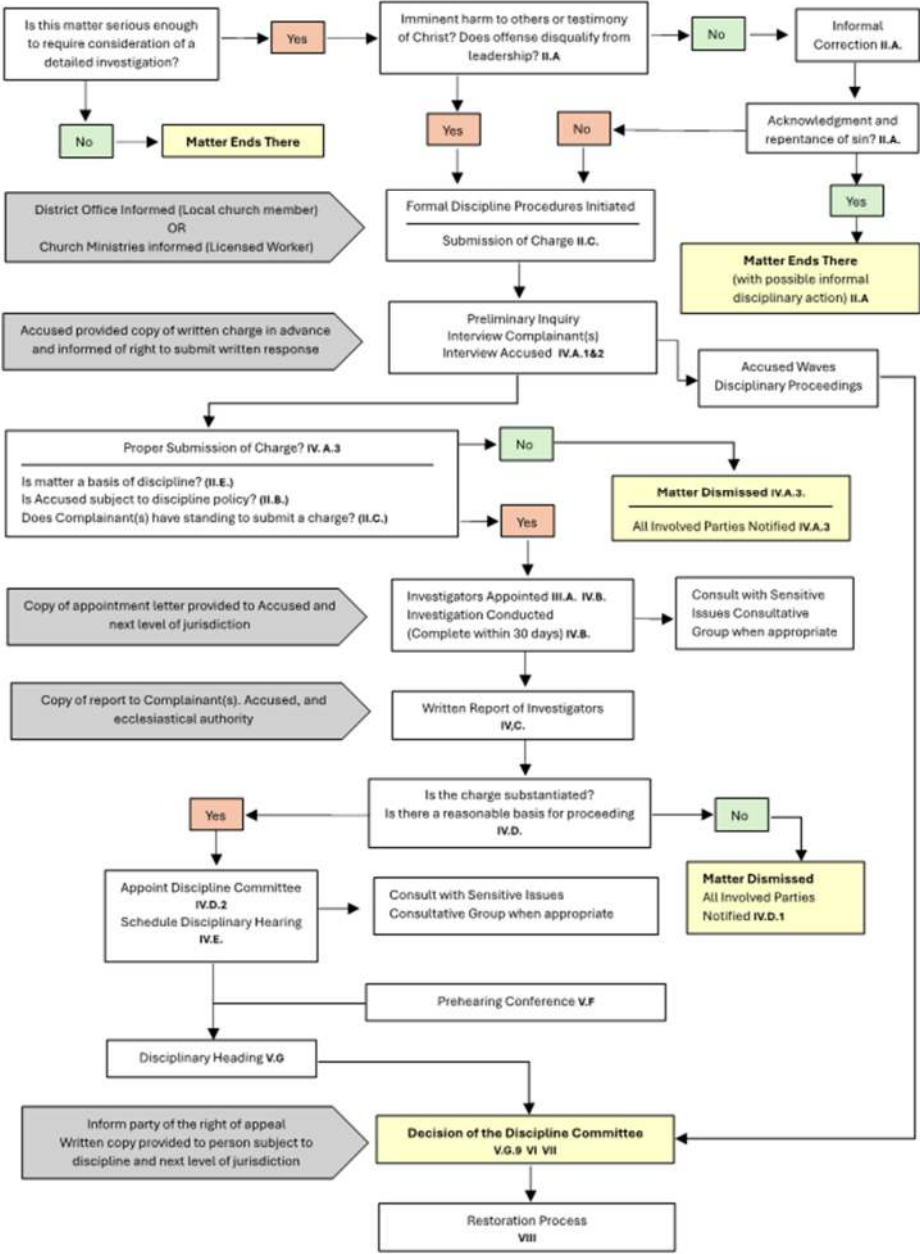 Is this matter serious enough
to require consideration of a
detailed investigation?
Yes
Imminent harm to others or testimony
of Christ? Does offense disqualify from
leadership? II.A
No
Informal
Correction II.A.
No
Matter Ends There
Yes
No
Acknowledgment and
repentance of sin? II.A.
Yes
Matter Ends There
(with possible informal
disciplinary action) II.A
District Office Informed (Local church member)
OR
Church Ministries informed (Licensed Worker)
Formal Discipline Procedures Initiated
Submission of Charge II.C.
Accused provided copy of written charge in advance
and informed of right to submit written response
Preliminary Inquiry
Interview Complainant(s)
Interview Accused IV.A.1&2
Accused Waves
Disciplinary Proceedings
Proper Submission of Charge? IV. A.3
Is matter a basis of discipline? (II.E.)
Is Accused subject to discipline policy? (II.B.)
Does Complainant(s) have standing to submit a charge? (II.C.)
No
Matter Dismissed IV.A.3.
All Involved Parties Notified IV.A.3
Yes
Copy of appointment letter provided to Accused and
next level of jurisdiction
Investigators Appointed III.A. IV.B.
Investigation Conducted
(Complete within 30 days) IV.B.
Consult with Sensitive
Issues Consultative
Group when appropriate
Copy of report to Complainant(s). Accused, and
ecclesiastical authority
Written Report of Investigators
IV,C.
Is the charge substantiated?
Is there a reasonable basis for proceeding
IV.D.
Yes
No
Appoint Discipline Committee
IV.D.2
Schedule Disciplinary Hearing
IV.E.
Consult with Sensitive Issues
Consultative Group when appropriate
Matter Dismissed
All Involved Parties
Notified IV.D.1
Prehearing Conference V.F
Disciplinary Heading V.G
Inform party of the right of appeal
Written copy provided to person subject to
discipline and next level of jurisdiction
Decision of the Discipline Committee
V.G.9 VI VII
Restoration Process
VIII